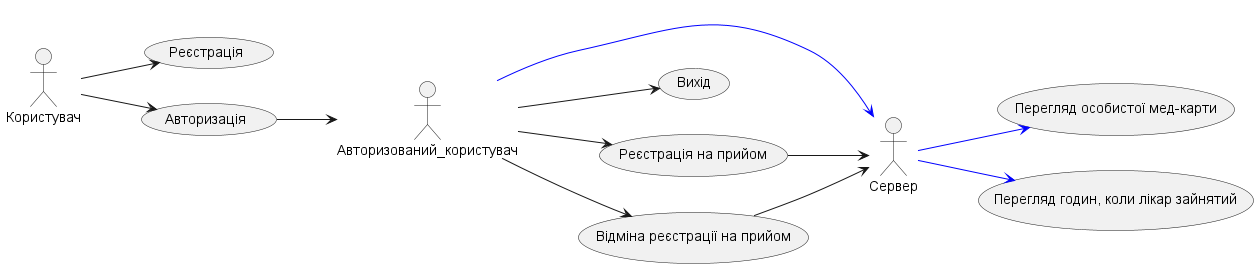 Користувач
Реєстрація
Авторизація
Авторизований_користувач
Вихід
Реєстрація на прийом
Відміна реєстрації на прийом
Сервер
Перегляд особистої мед-карти
Перегляд годин, коли лікар зайнятий